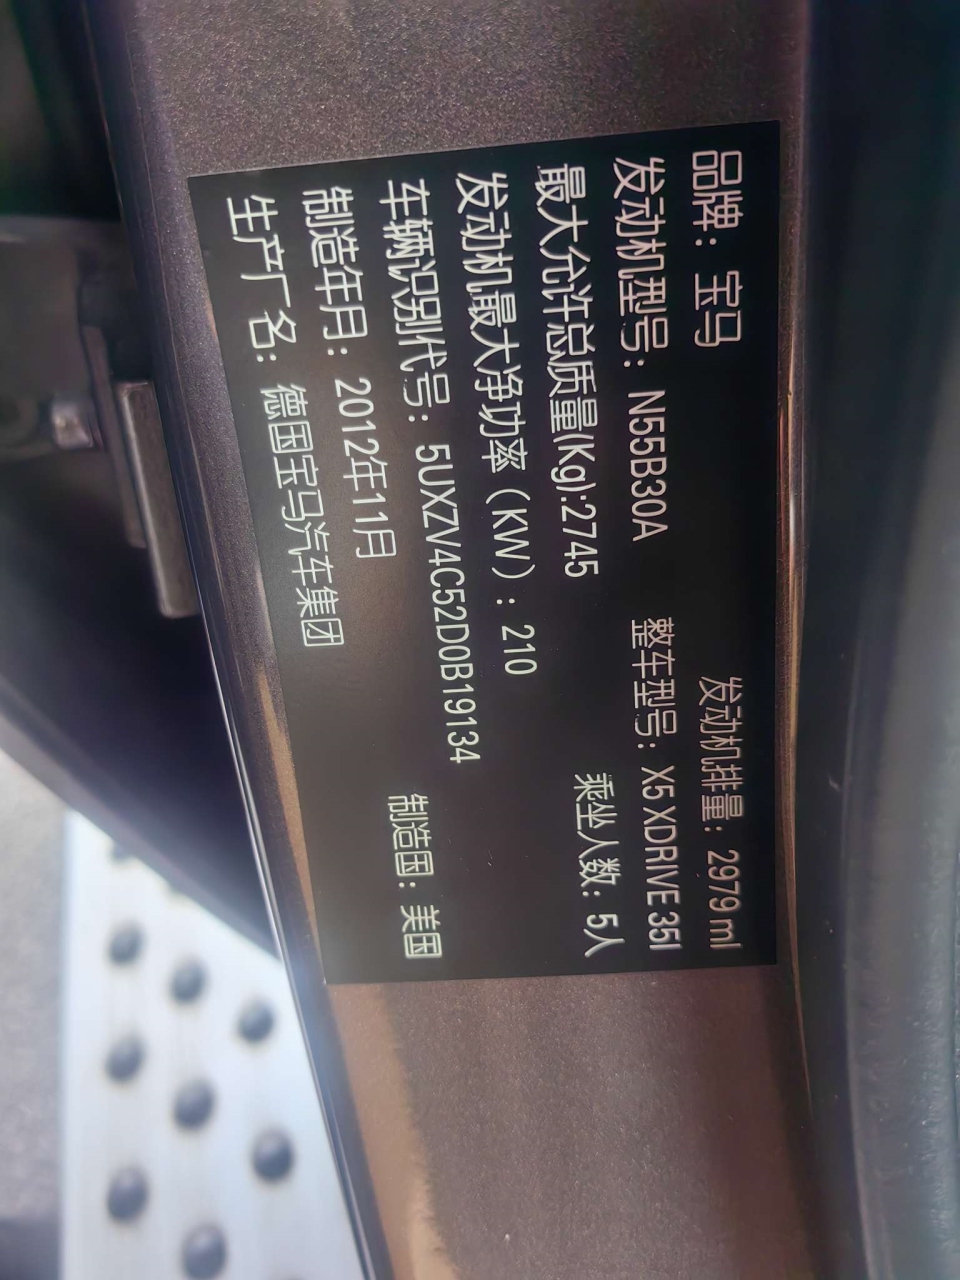 品牌：宝马 发动机排量：2979 ml
发动机型号：N55B30A 整车型号：X5 XDRIVE 35I
最大允许总质量(Kg):2745 乘坐人数：5人
发动机最大净功率（KW）：210
车辆识别代号：5UXZV4C52D0B19134
制造年月：2012年11月 制造国：美国
生产厂名：德国宝马汽车集团